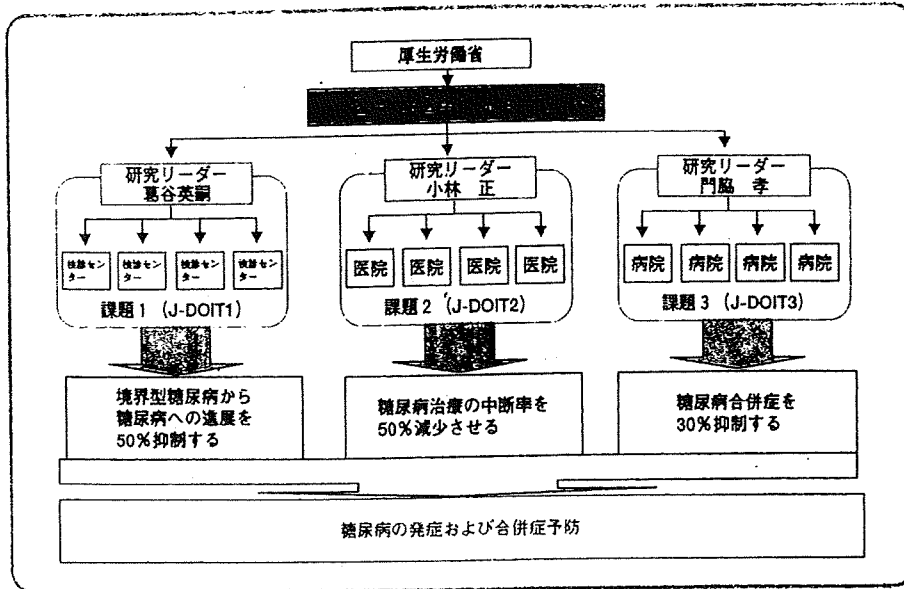 厚生労働省
研究リーダー
葛谷英嗣
研究リーダー
小林 正
研究リーダー
門脇 孝
検診センター
検診センター
検診センター
検診センター
医院
医院
医院
医院
病院
病院
病院
病院
課題1 (J-DOIT1)
課題2 (J-DOIT2)
課題3 (J-DOIT3)
境界型糖尿病から
糖尿病への進展を
50%抑制する
糖尿病治療の中断率を
50%減少させる
糖尿病合併症を
30%抑制する
糖尿病の発症および合併症予防